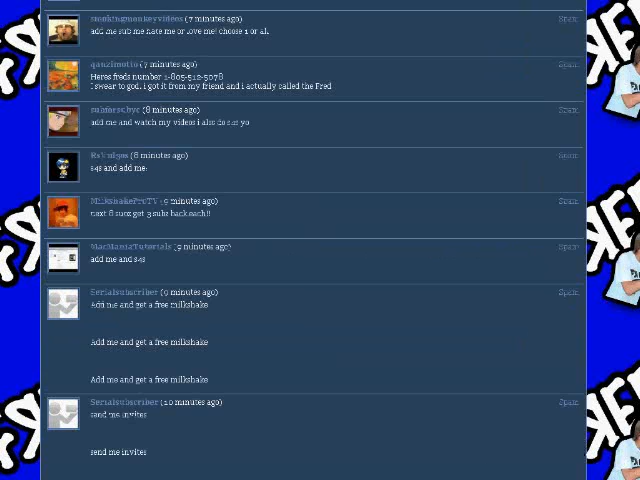 smokingmonkeyvideos (7 minutes ago) Spam
add me sub me hate me or love me! choose 1 or all.
(7 minutes ago) Spam
Heres freds number 1-805-512-5078
I swear to god. i got it from my friend and i actually called the Fred
(8 minutes ago) Spam
add me and watch my videos i also do s4s yo
(8 minutes ago) Spam
s4s and add me.
MilkshakeProTV (9 minutes ago) Spam
next 8 subz get 3 subs back each!!
MacManiaTutorials (9 minutes ago) Spam
add me and s4s
Serialsubscriber (9 minutes ago) Spam
Add me and get a free milkshake
Add me and get a free milkshake
Add me and get a free milkshake
Serialsubscriber (10 minutes ago) Spam
send me invites
send me invites